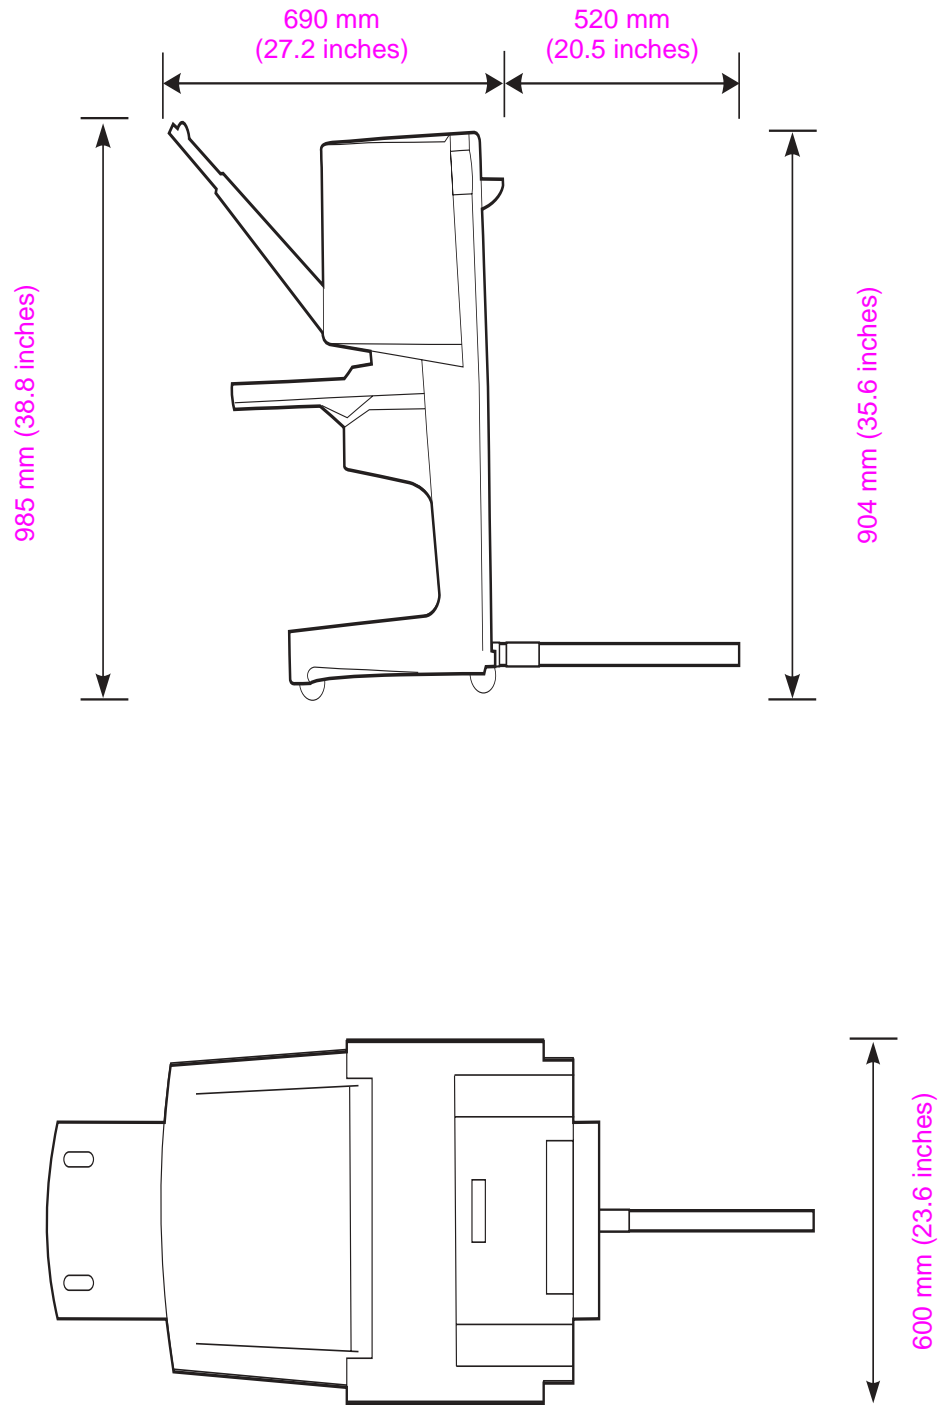 690 mm
(27.2 inches)
520 mm
(20.5 inches)
985 mm (38.8 inches)
904 mm (35.6 inches)
600 mm (23.6 inches)